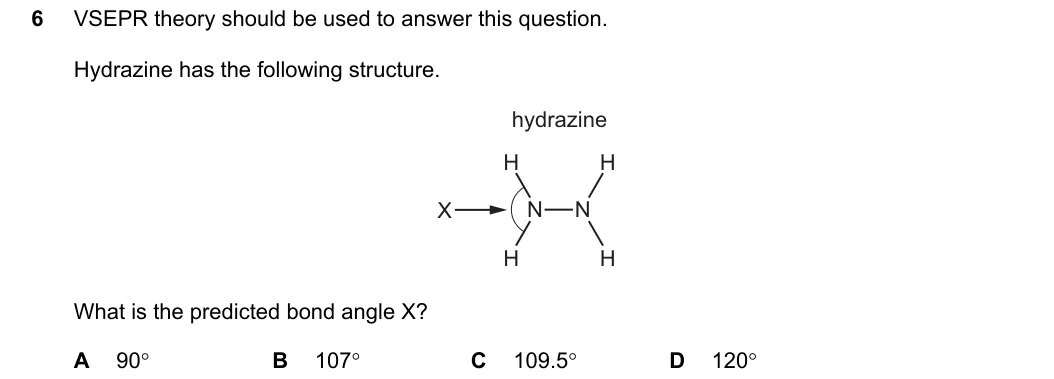 6 VSEPR theory should be used to answer this question.
Hydrazine has the following structure.
hydrazine
H H
X N N
H H
What is the predicted bond angle X?
A 90° B 107° C 109.5° D 120°